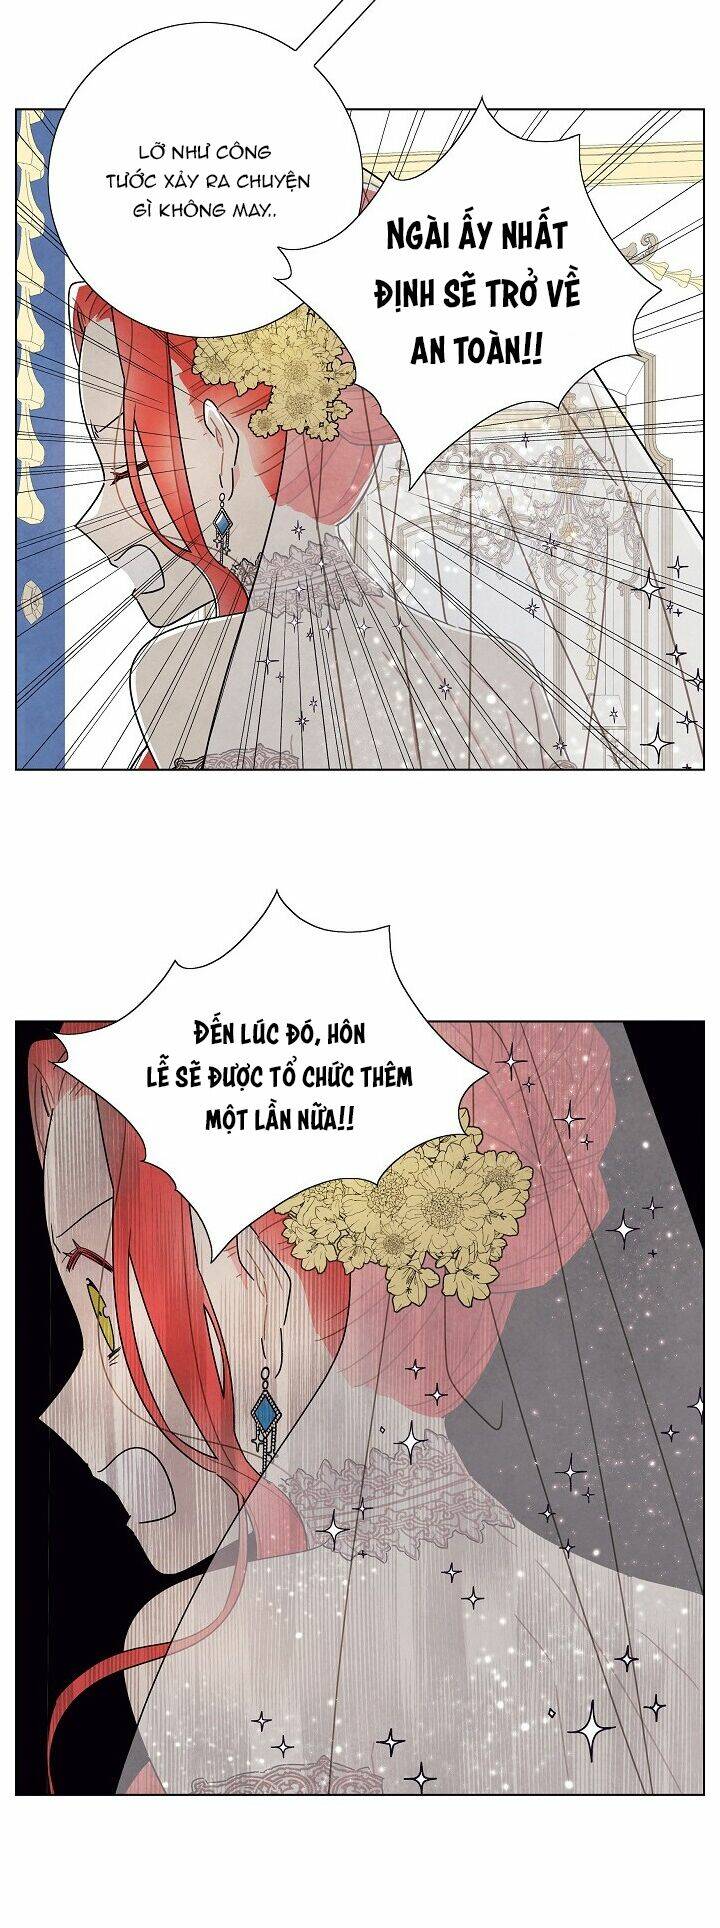 LỠ NHƯ CÔNG
TƯỚC XẢY RA CHUYỆN
GÌ KHÔNG MAY..
NGÀI ẤY NHẤT
ĐỊNH SẼ TRỞ VỀ
AN TOÀN!!
ĐẾN LÚC ĐÓ, HÔN
LỄ SẼ ĐƯỢC TỔ CHỨC THÊM
MỘT LẦN NỮA!!